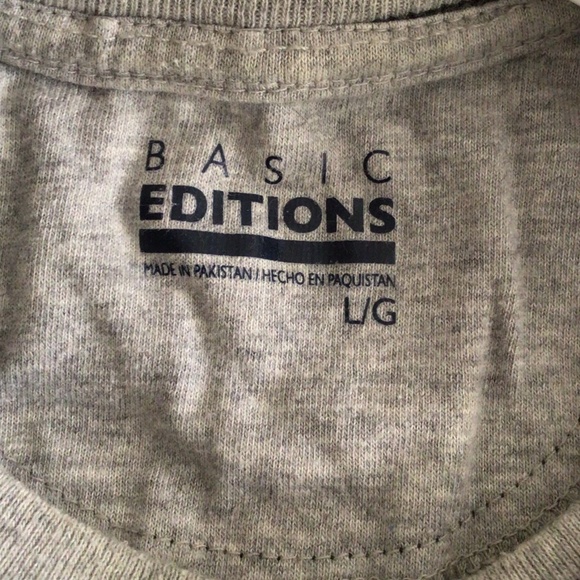 BASIC
EDITIONS
MADE IN PAKISTAN / HECHO EN PAQUISTAN
L/G